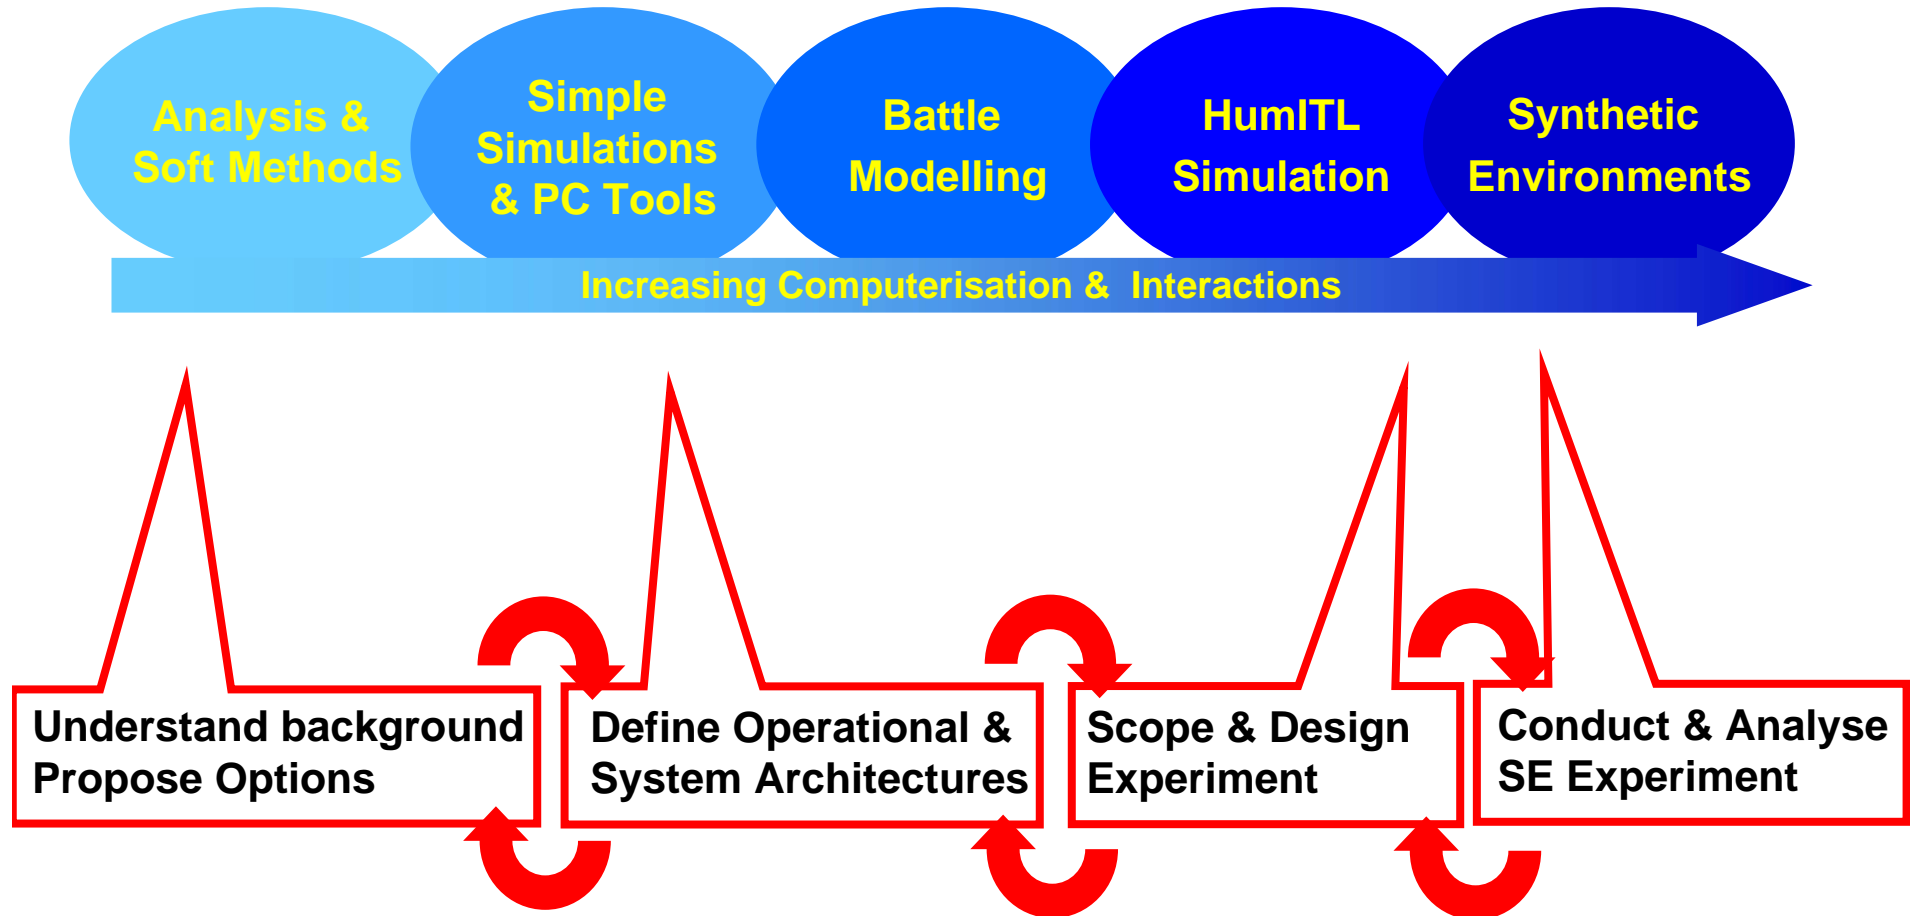 Analysis &
Soft Methods
Simple
Simulations
& PC Tools
Battle
Modelling
HumITL
Simulation
Synthetic
Environments
Increasing Computerisation & Interactions
Understand background
Propose Options
Define Operational &
System Architectures
Scope & Design
Experiment
Conduct & Analyse
SE Experiment